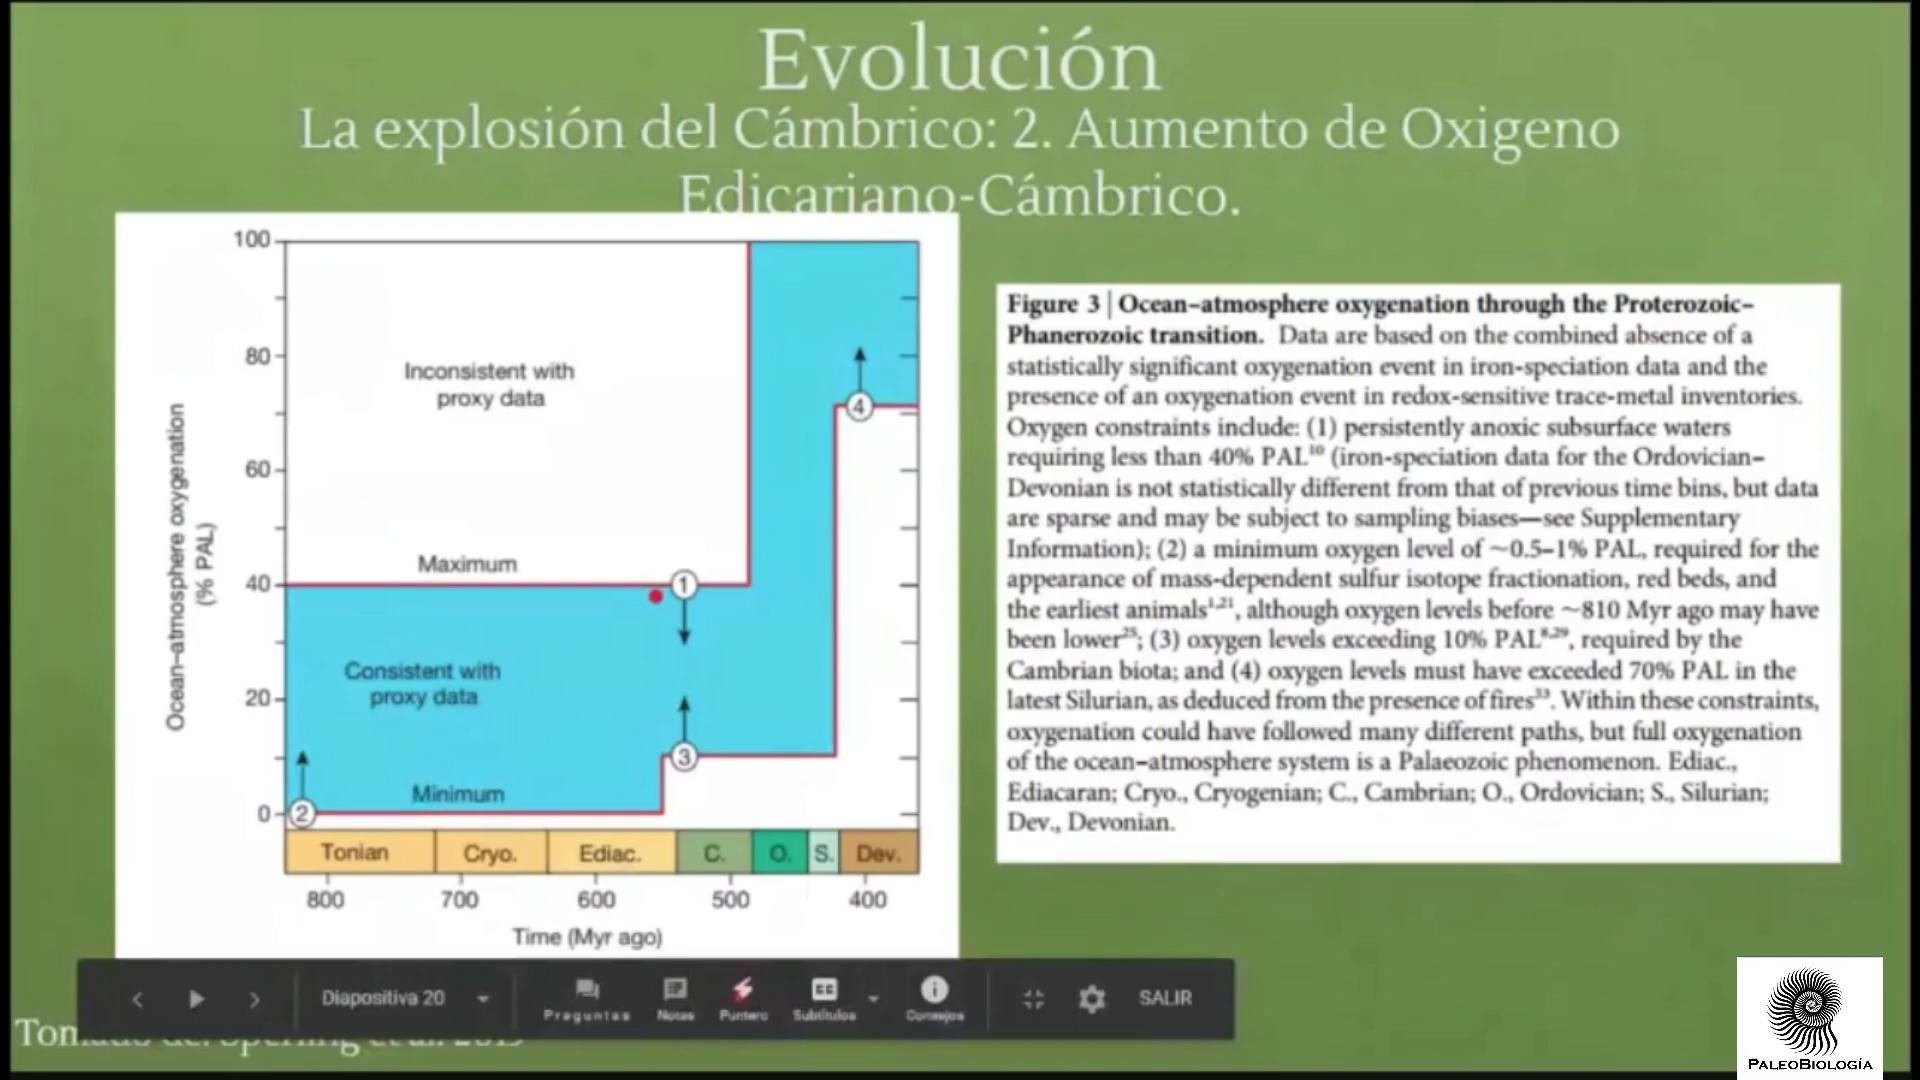 Evolución
La explosión del Cámbrico: 2. Aumento de Oxigeno
Edicariano-Cámbrico.
100
80
60
40
20
0
Ocean–atmosphere oxygenation
(% PAL)
Inconsistent with
proxy data
Maximum
1
4
Consistent with
proxy data
3
Minimum
2
Tonian Cryo. Ediac. C. O. S. Dev.
800 700 600 500 400
Time (Myr ago)
Figure 3 | Ocean–atmosphere oxygenation through the Proterozoic–
Phanerozoic transition. Data are based on the combined absence of a
statistically significant oxygenation event in iron-speciation data and the
presence of an oxygenation event in redox-sensitive trace-metal inventories.
Oxygen constraints include: (1) persistently anoxic subsurface waters
requiring less than 40% PAL¹⁰ (iron-speciation data for the Ordovician–
Devonian is not statistically different from that of previous time bins, but data
are sparse and may be subject to sampling biases—see Supplementary
Information); (2) a minimum oxygen level of ~0.5–1% PAL, required for the
appearance of mass-dependent sulfur isotope fractionation, red beds, and
the earliest animals¹,²¹, although oxygen levels before ~810 Myr ago may have
been lower²⁵; (3) oxygen levels exceeding 10% PAL⁸,²⁹, required by the
Cambrian biota; and (4) oxygen levels must have exceeded 70% PAL in the
latest Silurian, as deduced from the presence of fires³³. Within these constraints,
oxygenation could have followed many different paths, but full oxygenation
of the ocean–atmosphere system is a Palaeozoic phenomenon. Ediac.,
Ediacaran; Cryo., Cryogenian; C., Cambrian; O., Ordovician; S., Silurian;
Dev., Devonian.
Diapositiva 20
Preguntas
Notas
Puntero
Subtítulos
Consejos
SALIR
Tomado de: Sperling et al. 2015
PALEOBIOLOGÍA